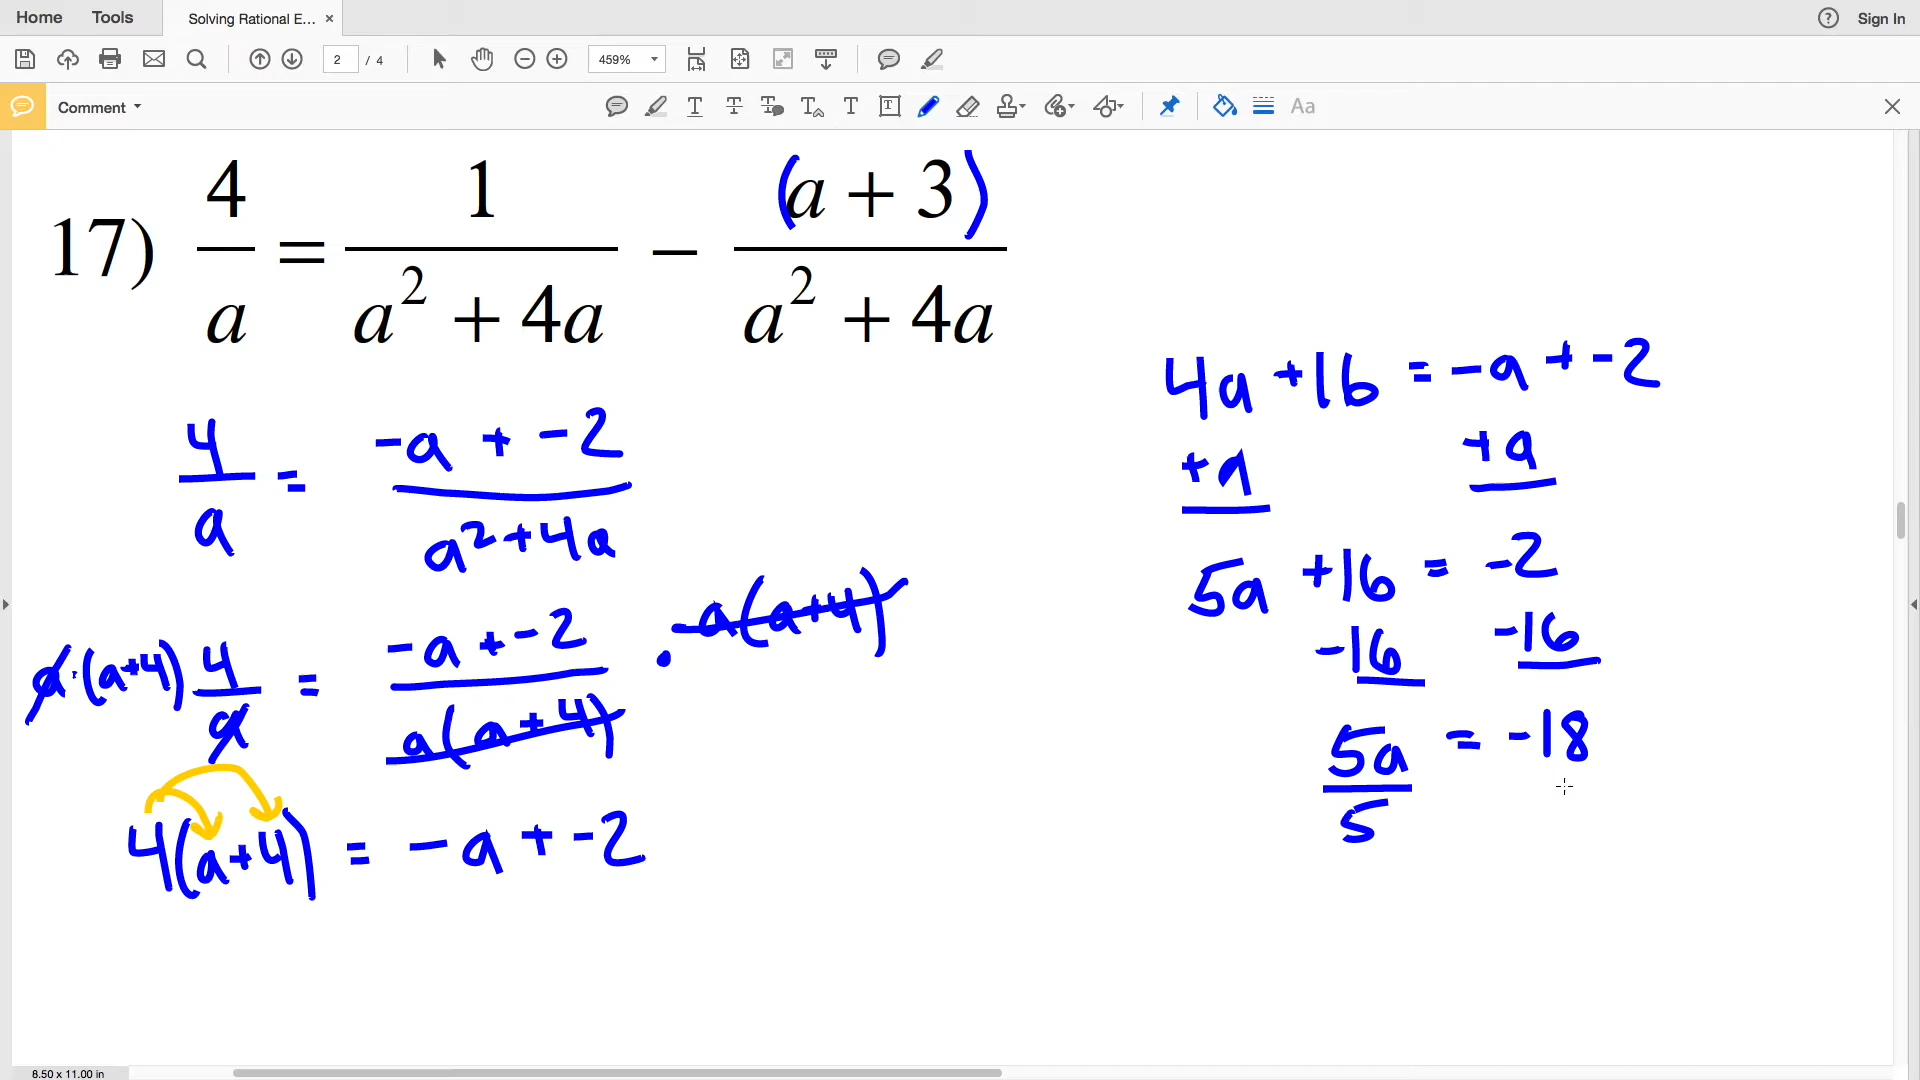 Home Tools Solving Rational E... × ? Sign In
2 / 4 459%
Comment T T T T T T Aa
17) 4/a = 1/(a² + 4a) − (a + 3)/(a² + 4a)
4/a = (-a + -2)/(a² + 4a)
a·(a+4) 4/a = (-a + -2)/(a(a+4)) · a(a+4)
4(a+4) = -a + -2
4a +16 = -a + -2
+a +a
5a +16 = -2
-16 -16
5a = -18
5
8.50 x 11.00 in